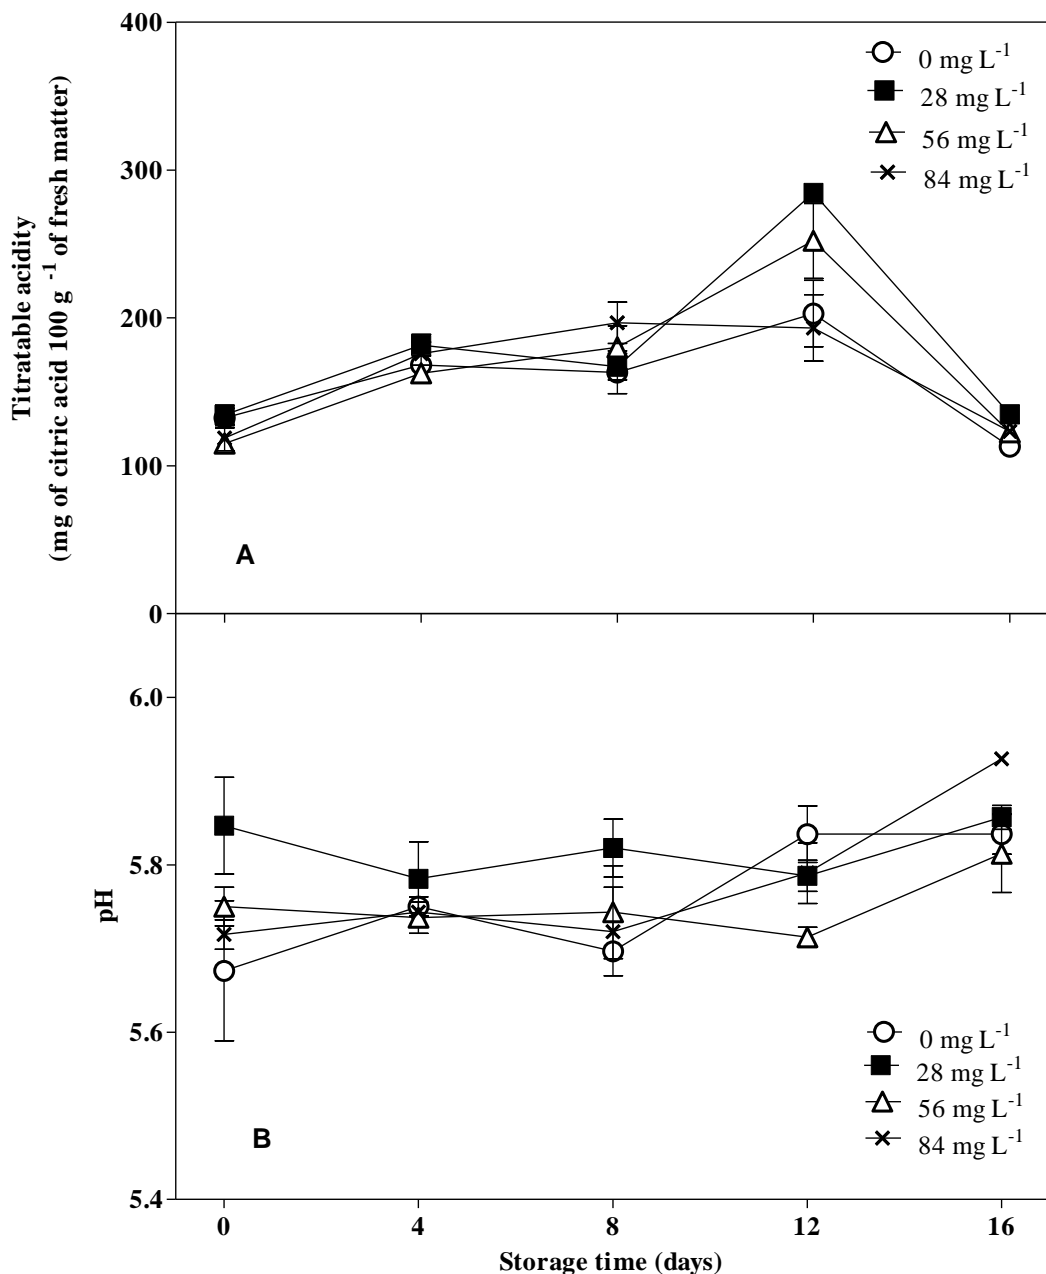 400
300
200
100
0
Titratable acidity
(mg of citric acid 100 g ⁻¹ of fresh matter)
0 mg L⁻¹
28 mg L⁻¹
56 mg L⁻¹
84 mg L⁻¹
A
6.0
5.8
5.6
5.4
pH
0 mg L⁻¹
28 mg L⁻¹
56 mg L⁻¹
84 mg L⁻¹
B
0 4 8 12 16
Storage time (days)